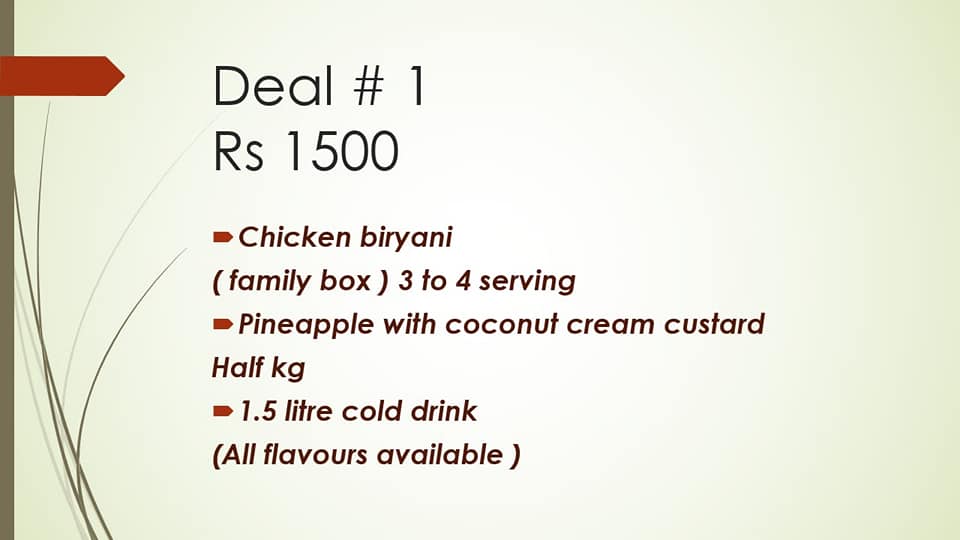 Deal # 1
Rs 1500
Chicken biryani
( family box ) 3 to 4 serving
Pineapple with coconut cream custard
Half kg
1.5 litre cold drink
(All flavours available )